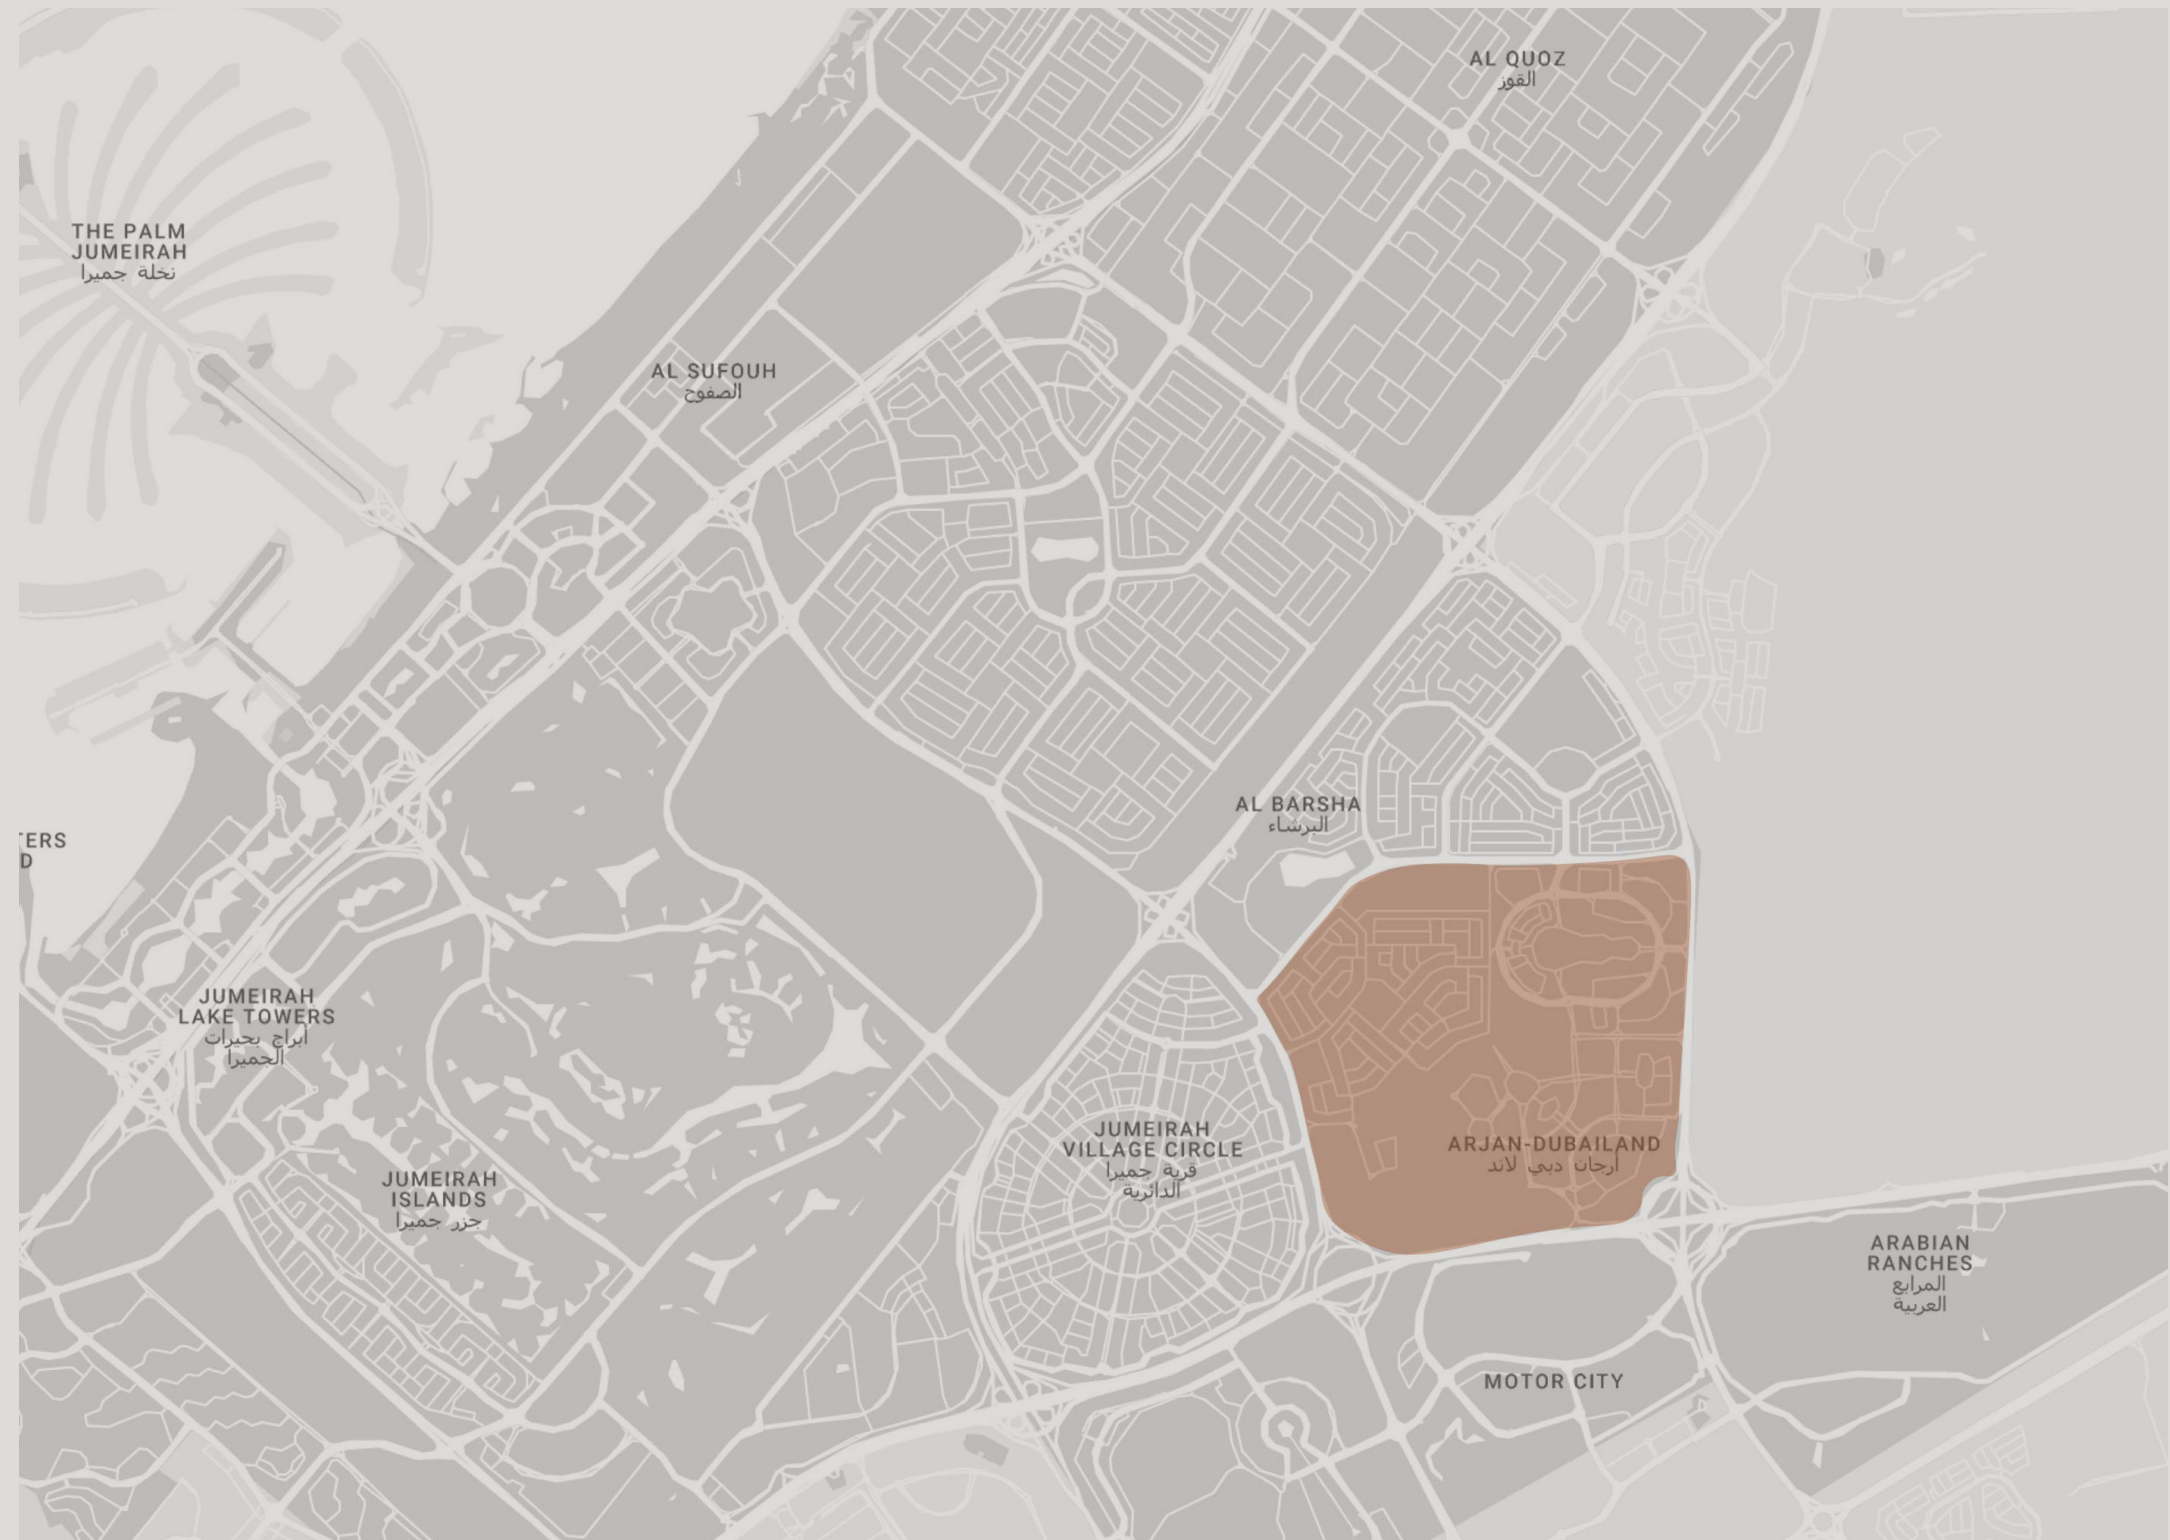 AL QUOZ
القوز
THE PALM
JUMEIRAH
نخلة جميرا
AL SUFOUH
الصفوح
AL BARSHA
البرشاء
TERS
D
JUMEIRAH
LAKE TOWERS
أبراج بحيرات
الجميرا
JUMEIRAH
VILLAGE CIRCLE
قرية جميرا
الدائرية
ARJAN-DUBAILAND
أرجان دبي لاند
JUMEIRAH
ISLANDS
جزر جميرا
ARABIAN
RANCHES
المرابع
العربية
MOTOR CITY